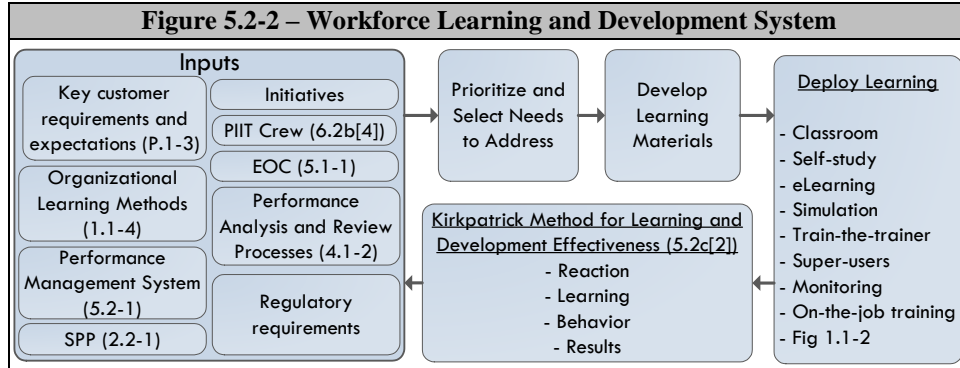 Figure 5.2-2 – Workforce Learning and Development System
Inputs
Key customer
requirements and
expectations (P.1-3)
Organizational
Learning Methods
(1.1-4)
Performance
Management System
(5.2-1)
SPP (2.2-1)
Initiatives
PIIT Crew (6.2b[4])
EOC (5.1-1)
Performance
Analysis and Review
Processes (4.1-2)
Regulatory
requirements
Prioritize and
Select Needs
to Address
Develop
Learning
Materials
Deploy Learning
- Classroom
- Self-study
- eLearning
- Simulation
- Train-the-trainer
- Super-users
- Monitoring
- On-the-job training
- Fig 1.1-2
Kirkpatrick Method for Learning and
Development Effectiveness (5.2c[2])
- Reaction
- Learning
- Behavior
- Results